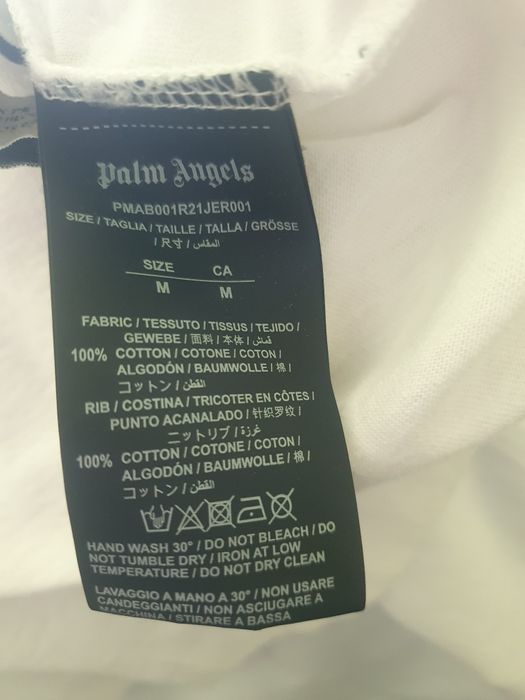 Palm Angels
PMAB001R21JER001
SIZE / TAGLIA / TAILLE / TALLA / GRÖSSE
/ 尺寸 / المقاس
SIZE CA
M M
FABRIC / TESSUTO / TISSUS / TEJIDO /
GEWEBE / 面料 / 本体 / قماش /
100% COTTON / COTONE / COTON /
ALGODÓN / BAUMWOLLE / 棉 /
コットン / القطن /
RIB / COSTINA / TRICOTER EN CÔTES /
PUNTO ACANALADO / 针织罗纹 /
ニットリブ / غرزة /
100% COTTON / COTONE / COTON /
ALGODÓN / BAUMWOLLE / 棉 /
コットン / القطن /
HAND WASH 30° / DO NOT BLEACH / DO
NOT TUMBLE DRY / IRON AT LOW
TEMPERATURE / DO NOT DRY CLEAN
LAVAGGIO A MANO A 30° / NON USARE
CANDEGGIANTI / NON ASCIUGARE A
MACCHINA / STIRARE A BASSA